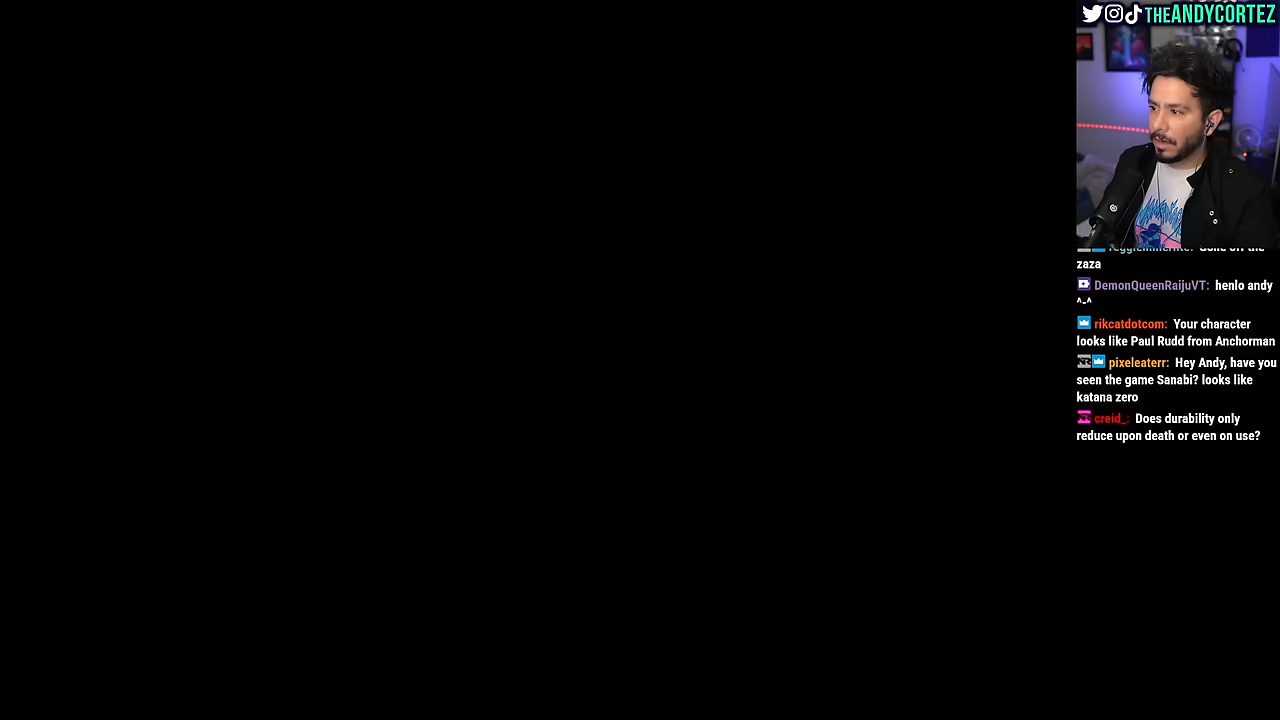 THEANDYCORTEZ
zaza
DemonQueenRaijuVT: henlo andy
^-^
rikcatdotcom: Your character
looks like Paul Rudd from Anchorman
pixeleaterr: Hey Andy, have you
seen the game Sanabi? looks like
katana zero
creid_: Does durability only
reduce upon death or even on use?